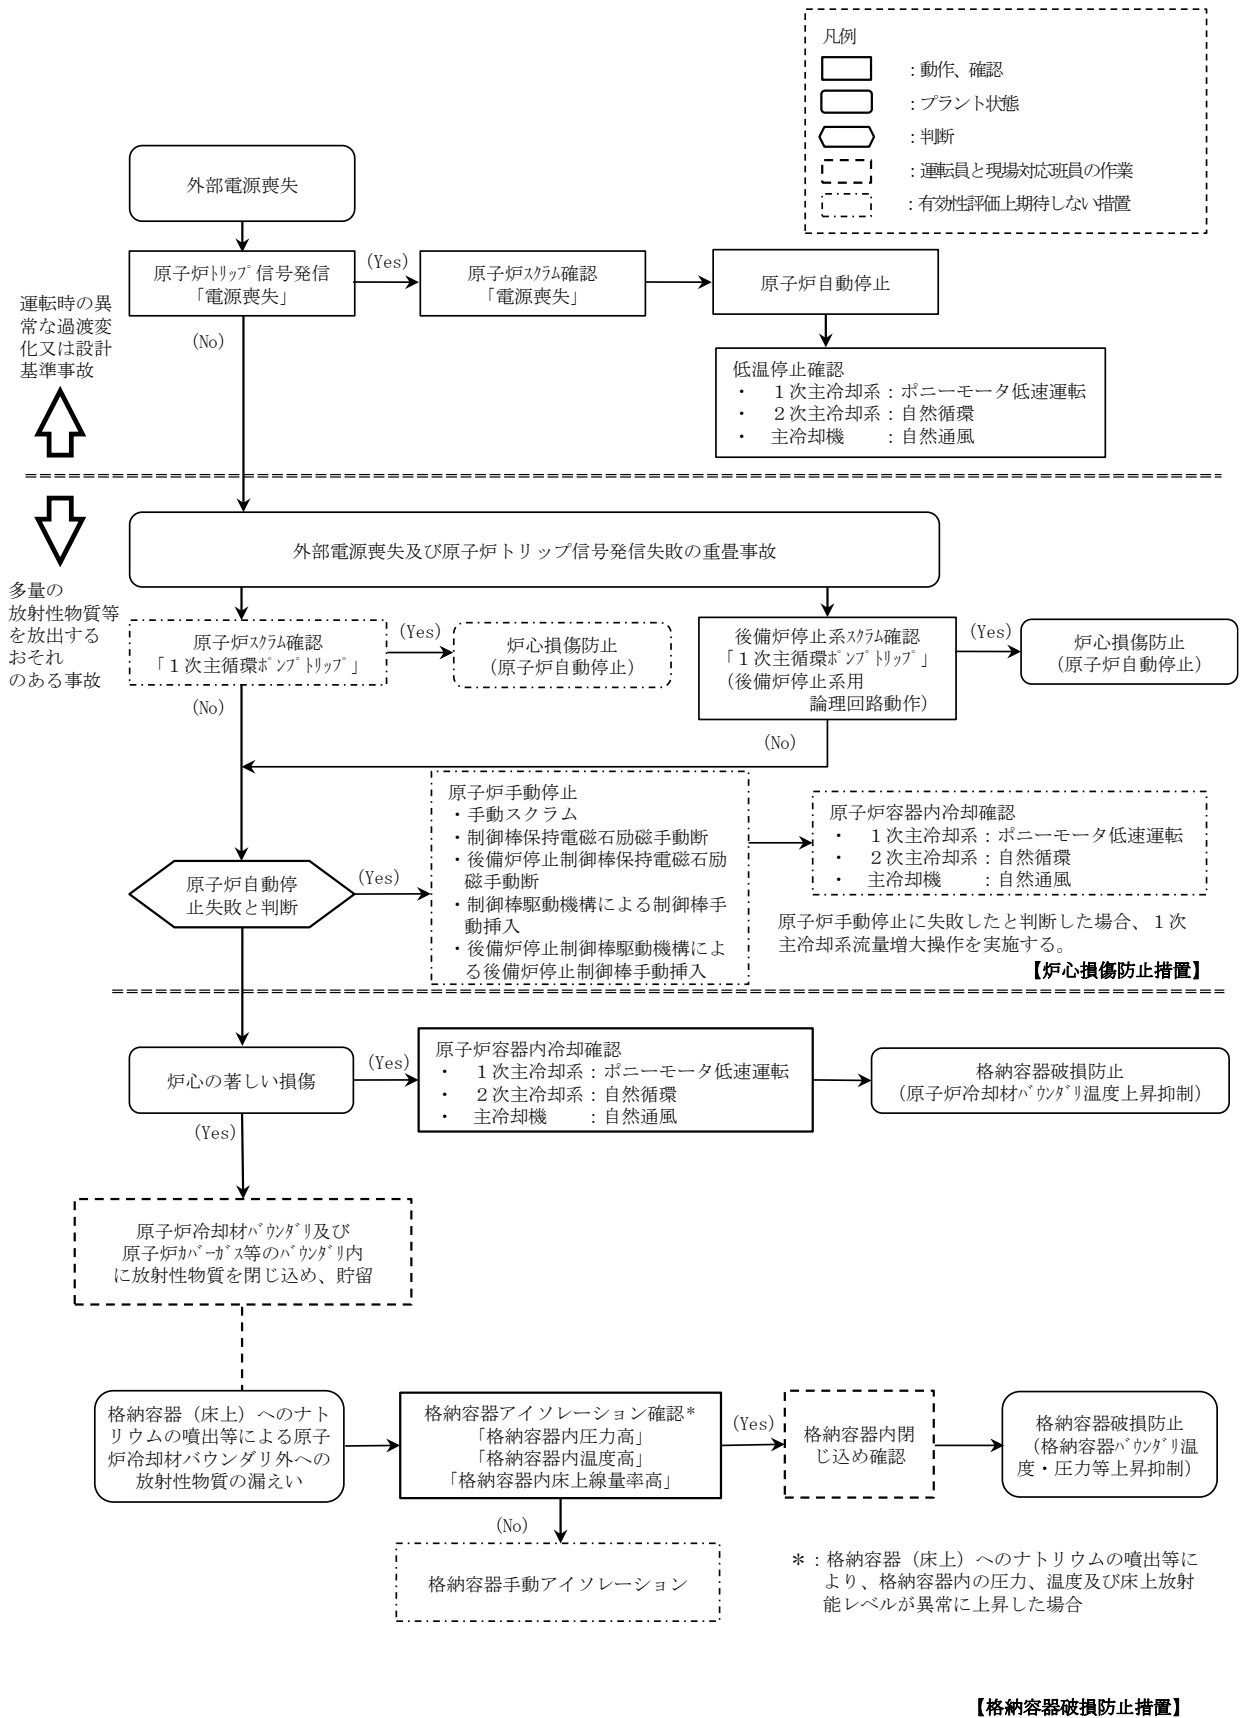 凡例
：動作、確認
：プラント状態
：判断
：運転員と現場対応班員の作業
：有効性評価上期待しない措置
外部電源喪失
原子炉ﾄﾘｯﾌﾟ信号発信
「電源喪失」
(Yes)
原子炉ｽｸﾗﾑ確認
「電源喪失」
原子炉自動停止
(No)
低温停止確認
・　１次主冷却系：ポニーモータ低速運転
・　２次主冷却系：自然循環
・　主冷却機　　：自然通風
運転時の異
常な過渡変
化又は設計
基準事故
多量の
放射性物質等
を放出する
おそれ
のある事故
外部電源喪失及び原子炉トリップ信号発信失敗の重畳事故
原子炉ｽｸﾗﾑ確認
「１次主循環ﾎﾟﾝﾌﾟﾄﾘｯﾌﾟ」
(Yes)
炉心損傷防止
（原子炉自動停止）
後備炉停止系ｽｸﾗﾑ確認
「１次主循環ﾎﾟﾝﾌﾟﾄﾘｯﾌﾟ」
（後備炉停止系用
論理回路動作）
(Yes)
炉心損傷防止
（原子炉自動停止）
(No)
(No)
原子炉自動停
止失敗と判断
(Yes)
原子炉手動停止
・手動スクラム
・制御棒保持電磁石励磁手動断
・後備炉停止制御棒保持電磁石励
磁手動断
・制御棒駆動機構による制御棒手
動挿入
・後備炉停止制御棒駆動機構によ
る後備炉停止制御棒手動挿入
原子炉容器内冷却確認
・　１次主冷却系：ポニーモータ低速運転
・　２次主冷却系：自然循環
・　主冷却機　　：自然通風
原子炉手動停止に失敗したと判断した場合、１次
主冷却系流量増大操作を実施する。
【炉心損傷防止措置】
炉心の著しい損傷
(Yes)
原子炉容器内冷却確認
・　１次主冷却系：ポニーモータ低速運転
・　２次主冷却系：自然循環
・　主冷却機　　：自然通風
格納容器破損防止
（原子炉冷却材ﾊﾞｳﾝﾀﾞﾘ温度上昇抑制）
(Yes)
原子炉冷却材ﾊﾞｳﾝﾀﾞﾘ及び
原子炉ｶﾊﾞｰｶﾞｽ等のﾊﾞｳﾝﾀﾞﾘ内
に放射性物質を閉じ込め、貯留
格納容器（床上）へのナト
リウムの噴出等による原子
炉冷却材バウンダリ外への
放射性物質の漏えい
格納容器アイソレーション確認*
「格納容器内圧力高」
「格納容器内温度高」
「格納容器内床上線量率高」
(Yes)
格納容器内閉
じ込め確認
格納容器破損防止
（格納容器ﾊﾞｳﾝﾀﾞﾘ温
度・圧力等上昇抑制）
(No)
格納容器手動アイソレーション
＊：格納容器（床上）へのナトリウムの噴出等に
より、格納容器内の圧力、温度及び床上放射
能レベルが異常に上昇した場合
【格納容器破損防止措置】